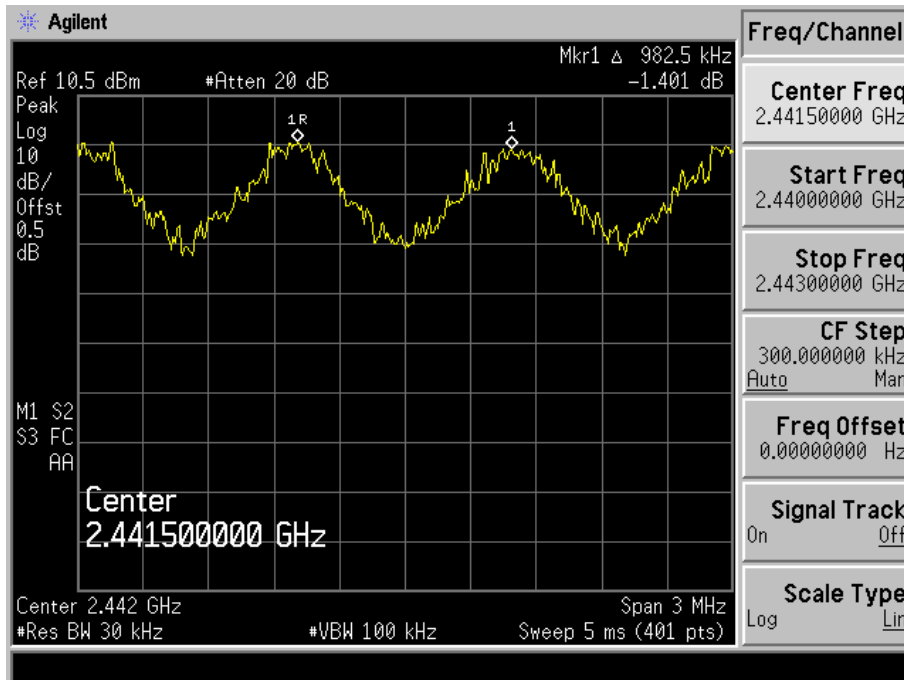 Agilent
Freq/Channel
Mkr1 Δ 982.5 kHz
Ref 10.5 dBm #Atten 20 dB -1.401 dB
Peak
Log
10
dB/
Offst
0.5
dB
1R
1
M1 S2
S3 FC
AA
Center
2.441500000 GHz
Center 2.442 GHz Span 3 MHz
#Res BW 30 kHz #VBW 100 kHz Sweep 5 ms (401 pts)
Center Freq
2.44150000 GHz
Start Freq
2.44000000 GHz
Stop Freq
2.44300000 GHz
CF Step
300.000000 kHz
Auto Man
Freq Offset
0.00000000 Hz
Signal Track
On Off
Scale Type
Log Lin